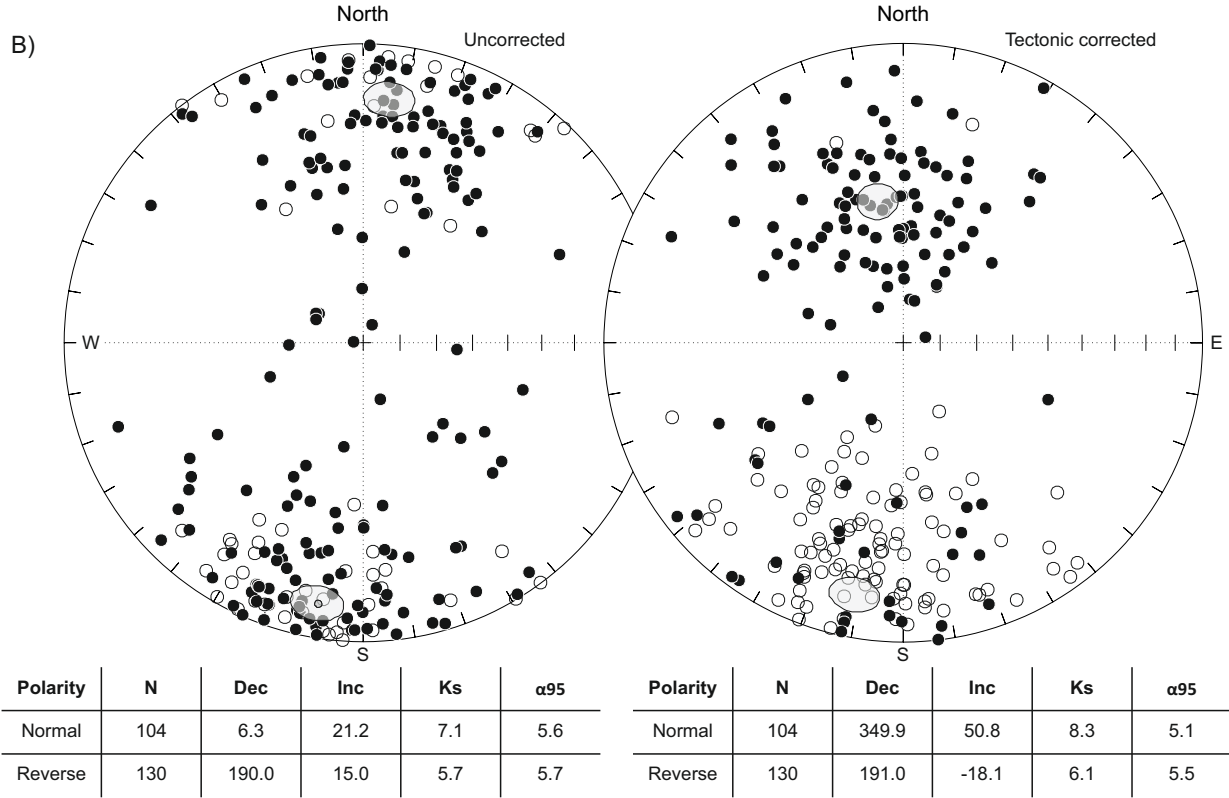 North North
B) Uncorrected Tectonic corrected
W E
S S
Polarity N Dec Inc Ks α95
Normal 104 6.3 21.2 7.1 5.6
Reverse 130 190.0 15.0 5.7 5.7
Polarity N Dec Inc Ks α95
Normal 104 349.9 50.8 8.3 5.1
Reverse 130 191.0 -18.1 6.1 5.5